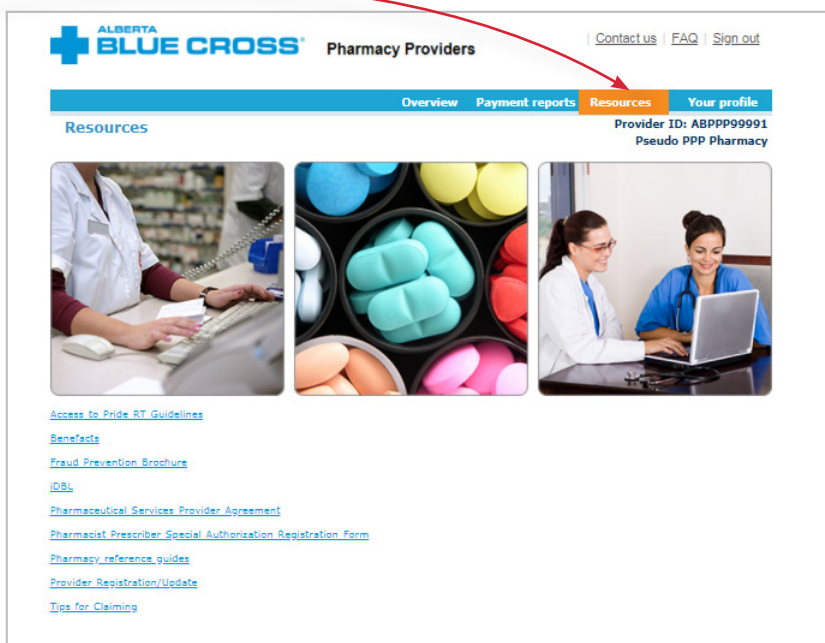 ALBERTA
BLUE CROSS®
Pharmacy Providers
| Contact us | FAQ | Sign out
Overview Payment reports Resources Your profile
Resources
Provider ID: ABPPP99991
Pseudo PPP Pharmacy
Access to Pride RT Guidelines
Benefacts
Fraud Prevention Brochure
iDBL
Pharmaceutical Services Provider Agreement
Pharmacist Prescriber Special Authorization Registration Form
Pharmacy reference guides
Provider Registration/Update
Tips for Claiming